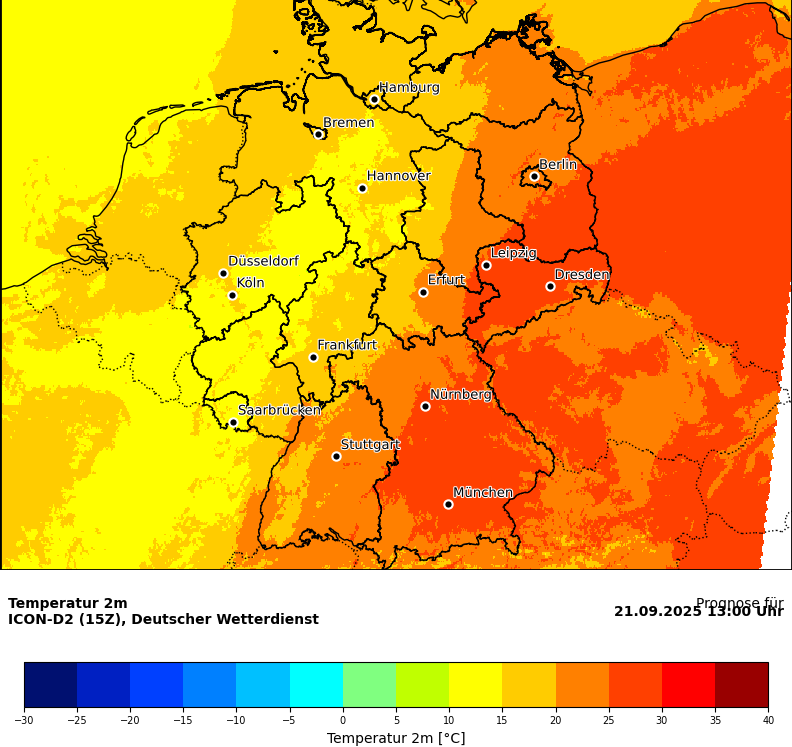 Hamburg
Bremen
Berlin
Hannover
Leipzig
Düsseldorf
Dresden
Köln
Erfurt
Frankfurt
Nürnberg
Saarbrücken
Stuttgart
München
Temperatur 2m
Prognose für
ICON-D2 (15Z), Deutscher Wetterdienst
21.09.2025 13:00 Uhr
−30 −25 −20 −15 −10 −5 0 5 10 15 20 25 30 35 40
Temperatur 2m [°C]